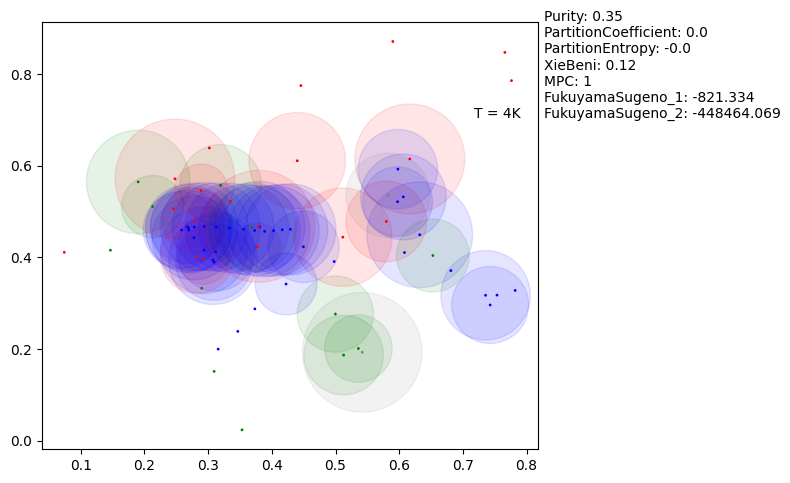 Purity: 0.35
PartitionCoefficient: 0.0
PartitionEntropy: -0.0
XieBeni: 0.12
MPC: 1
FukuyamaSugeno_1: -821.334
FukuyamaSugeno_2: -448464.069
T = 4K
0.8
0.6
0.4
0.2
0.0
0.1 0.2 0.3 0.4 0.5 0.6 0.7 0.8